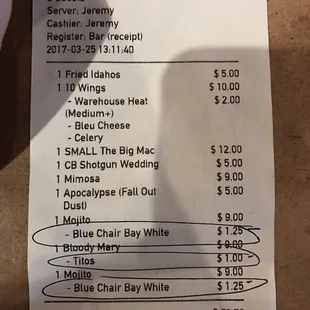 Server: Jeremy
Cashier: Jeremy
Register: Bar (receipt)
2017-03-25 13:11:40
1 Fried Idahos $ 5.00
1 10 Wings $ 10.00
- Warehouse Heat $ 2.00
(Medium+)
- Bleu Cheese
- Celery
1 SMALL The Big Mac $ 12.00
1 CB Shotgun Wedding $ 5.00
1 Mimosa $ 9.00
1 Apocalypse (Fall Out $ 5.00
Dust)
1 Mojito $ 9.00
- Blue Chair Bay White $ 1.25
1 Bloody Mary $ 9.00
- Titos $ 1.00
1 Mojito $ 9.00
- Blue Chair Bay White $ 1.25